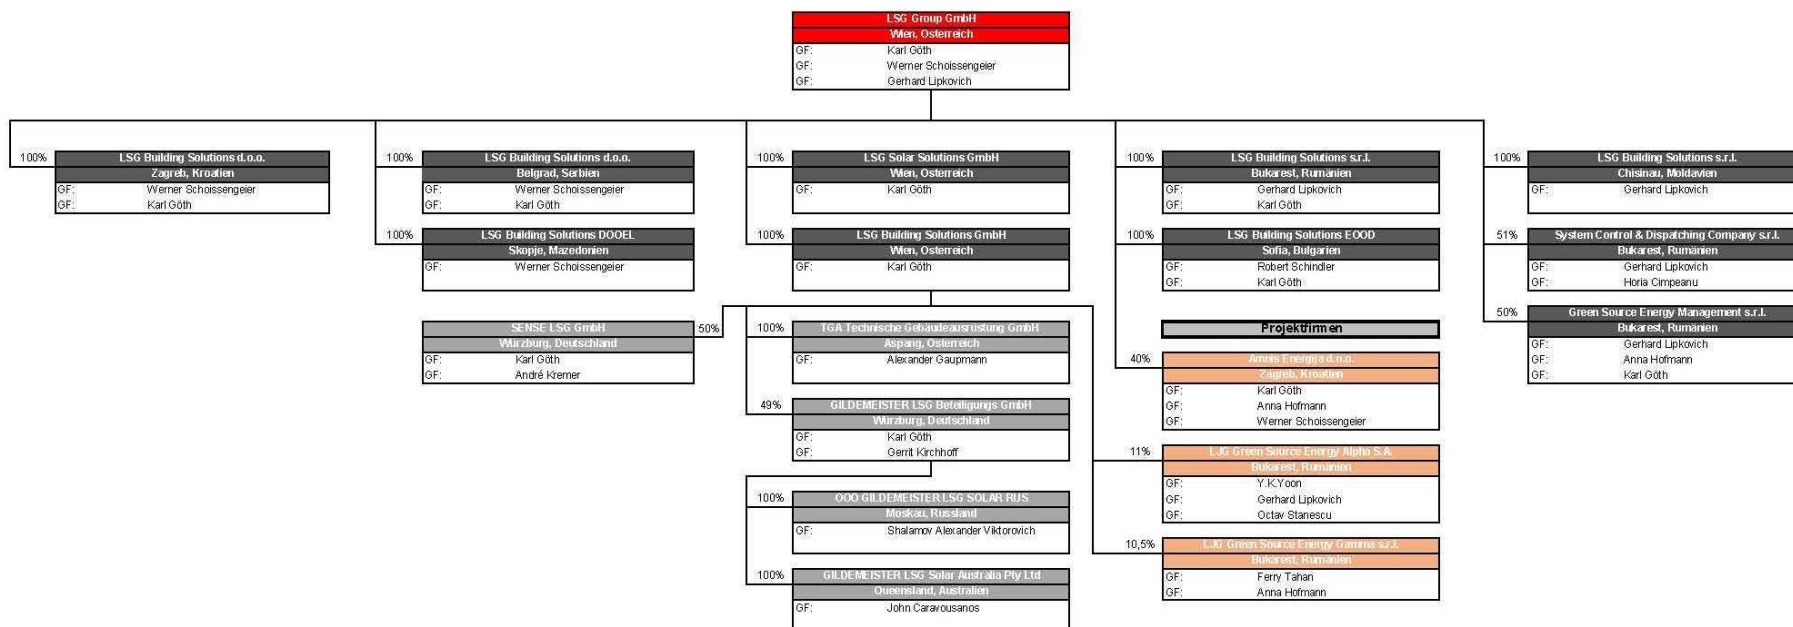 LSG Group GmbH
Wien, Österreich
GF: Karl Göth
GF: Werner Schoissengeier
GF: Gerhard Lipkovich
100%
LSG Building Solutions d.o.o.
Zagreb, Kroatien
GF: Werner Schoissengeier
GF: Karl Göth
100%
LSG Building Solutions d.o.o.
Belgrad, Serbien
GF: Werner Schoissengeier
GF: Karl Göth
100%
LSG Solar Solutions GmbH
Wien, Österreich
GF: Karl Göth
100%
LSG Building Solutions s.r.l.
Bukarest, Rumänien
GF: Gerhard Lipkovich
GF: Karl Göth
100%
LSG Building Solutions s.r.l.
Chisinau, Moldavien
GF: Gerhard Lipkovich
100%
LSG Building Solutions DOOEL
Skopje, Mazedonien
GF: Werner Schoissengeier
100%
LSG Building Solutions GmbH
Wien, Österreich
GF: Karl Göth
100%
LSG Building Solutions EOOD
Sofia, Bulgarien
GF: Robert Schindler
GF: Karl Göth
51%
System Control & Dispatching Company s.r.l.
Bukarest, Rumänien
GF: Gerhard Lipkovich
GF: Horia Cimpeanu
SENSE LSG GmbH
50%
Würzburg, Deutschland
GF: Karl Göth
GF: André Kremer
100%
TGA Technische Gebäudeausrüstung GmbH
Aspang, Österreich
GF: Alexander Gaupmann
Projektfirmen
50%
Green Source Energy Management s.r.l.
Bukarest, Rumänien
GF: Gerhard Lipkovich
GF: Anna Hofmann
GF: Karl Göth
40%
Amnis Energija d.o.o.
Zagreb, Kroatien
GF: Karl Göth
GF: Anna Hofmann
GF: Werner Schoissengeier
49%
GILDEMEISTER LSG Beteiligungs GmbH
Würzburg, Deutschland
GF: Karl Göth
GF: Gerrit Kirchhoff
11%
LJG Green Source Energy Alpha S.A.
Bukarest, Rumänien
GF: Y.K.Yoon
GF: Gerhard Lipkovich
GF: Octav Stanescu
100%
OOO GILDEMEISTER LSG SOLAR RUS
Moskau, Russland
GF: Shalamov Alexander Viktorovich
10,5%
LJG Green Source Energy Gamma s.r.l.
Bukarest, Rumänien
GF: Ferry Tahan
GF: Anna Hofmann
100%
GILDEMEISTER LSG Solar Australia Pty Ltd
Queensland, Australien
GF: John Caravousanos